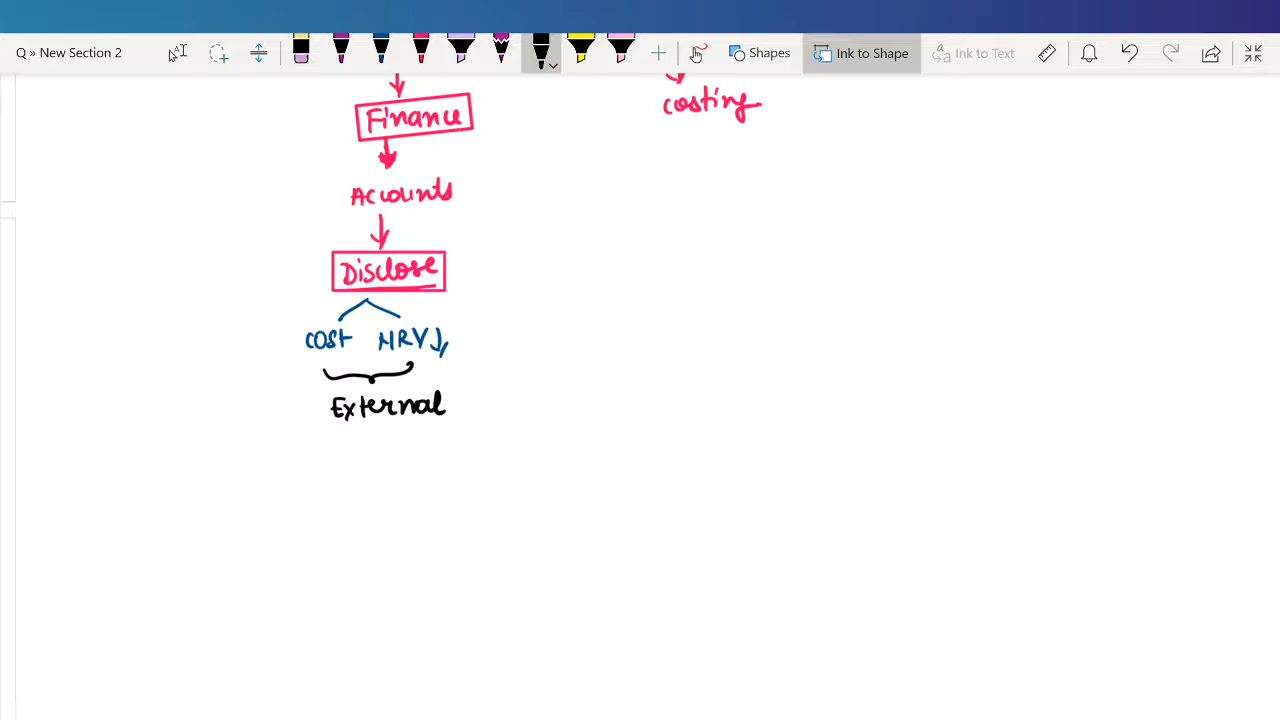 Q » New Section 2
Shapes
Ink to Shape
Ink to Text
costing
Finance
Accounts
Disclose
cost NRV↓
External